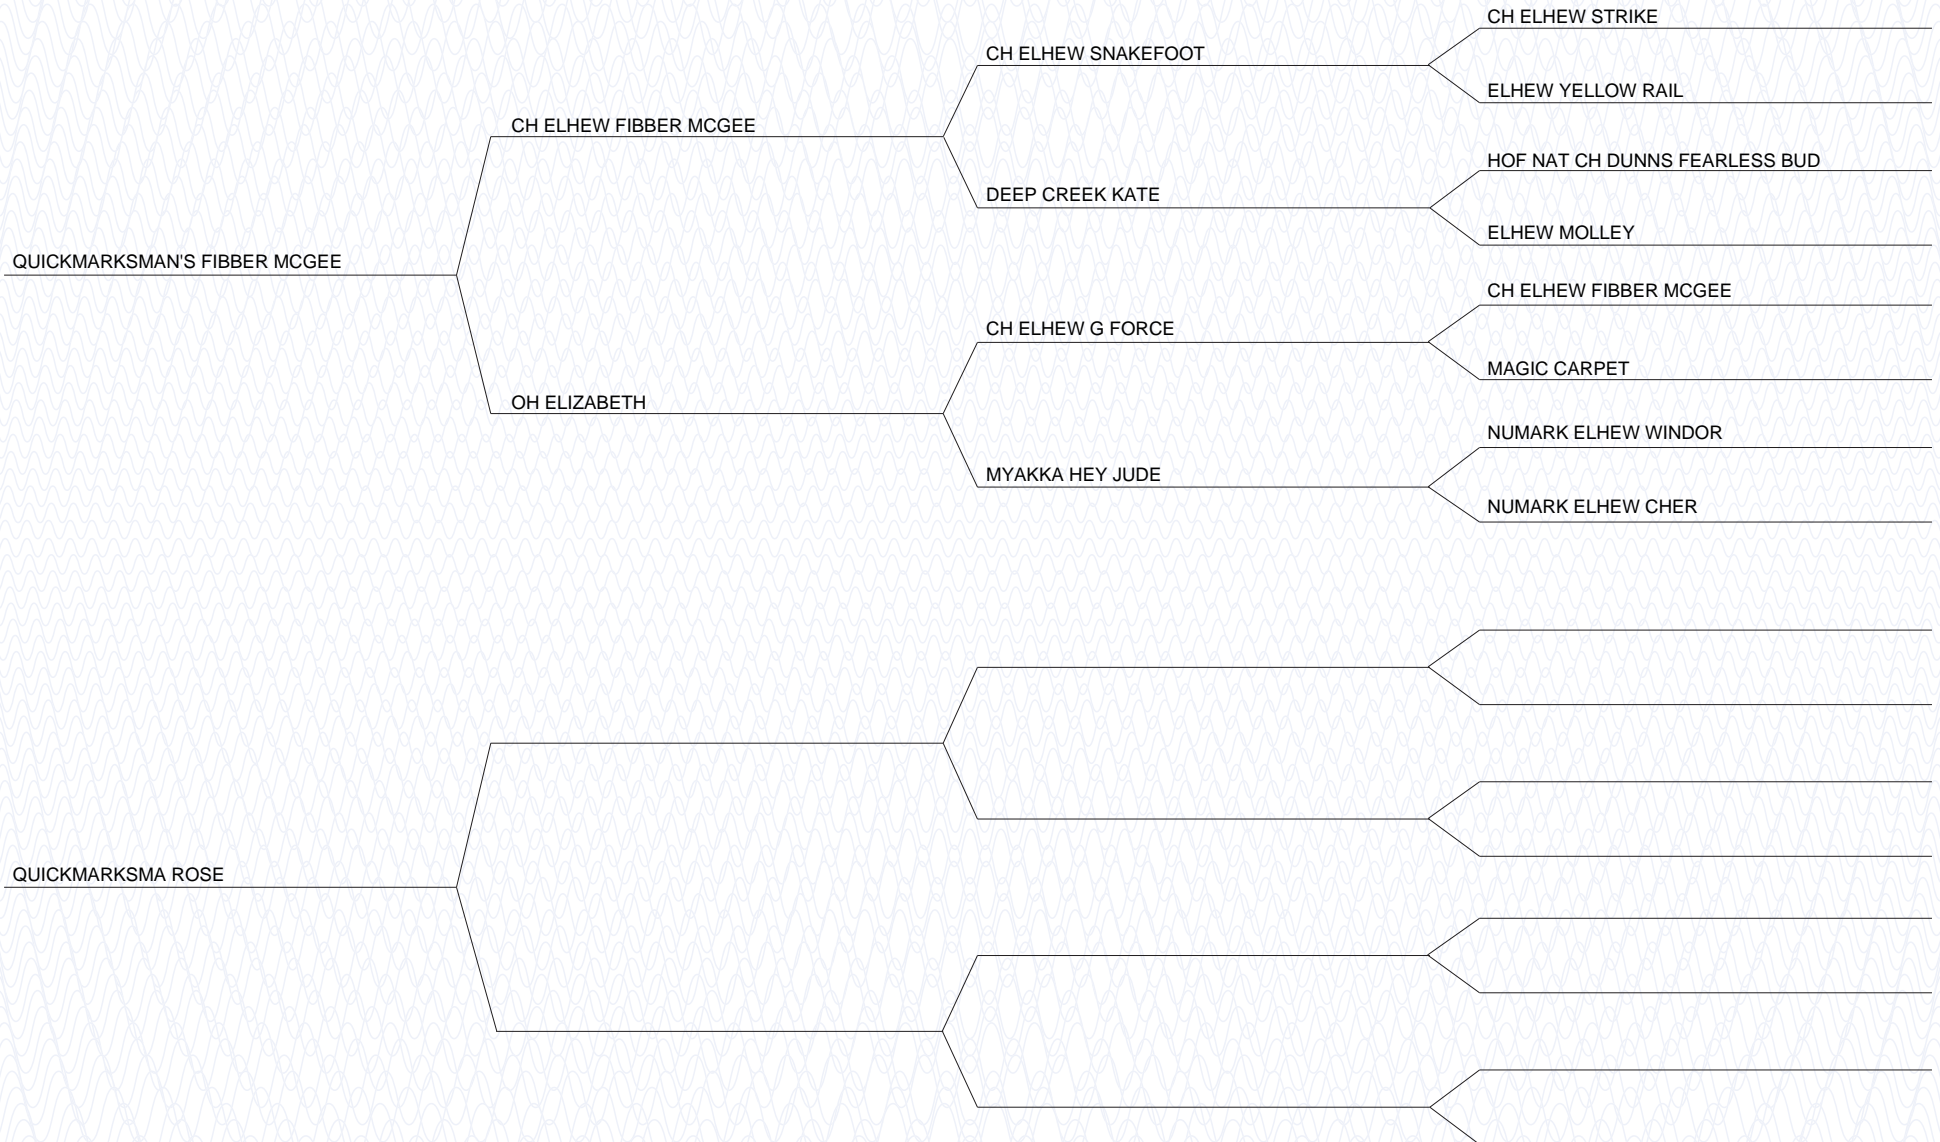 CH ELHEW STRIKE
CH ELHEW SNAKEFOOT
ELHEW YELLOW RAIL
CH ELHEW FIBBER MCGEE
HOF NAT CH DUNNS FEARLESS BUD
DEEP CREEK KATE
ELHEW MOLLEY
QUICKMARKSMAN'S FIBBER MCGEE
CH ELHEW FIBBER MCGEE
CH ELHEW G FORCE
MAGIC CARPET
OH ELIZABETH
NUMARK ELHEW WINDOR
MYAKKA HEY JUDE
NUMARK ELHEW CHER
QUICKMARKSMA ROSE